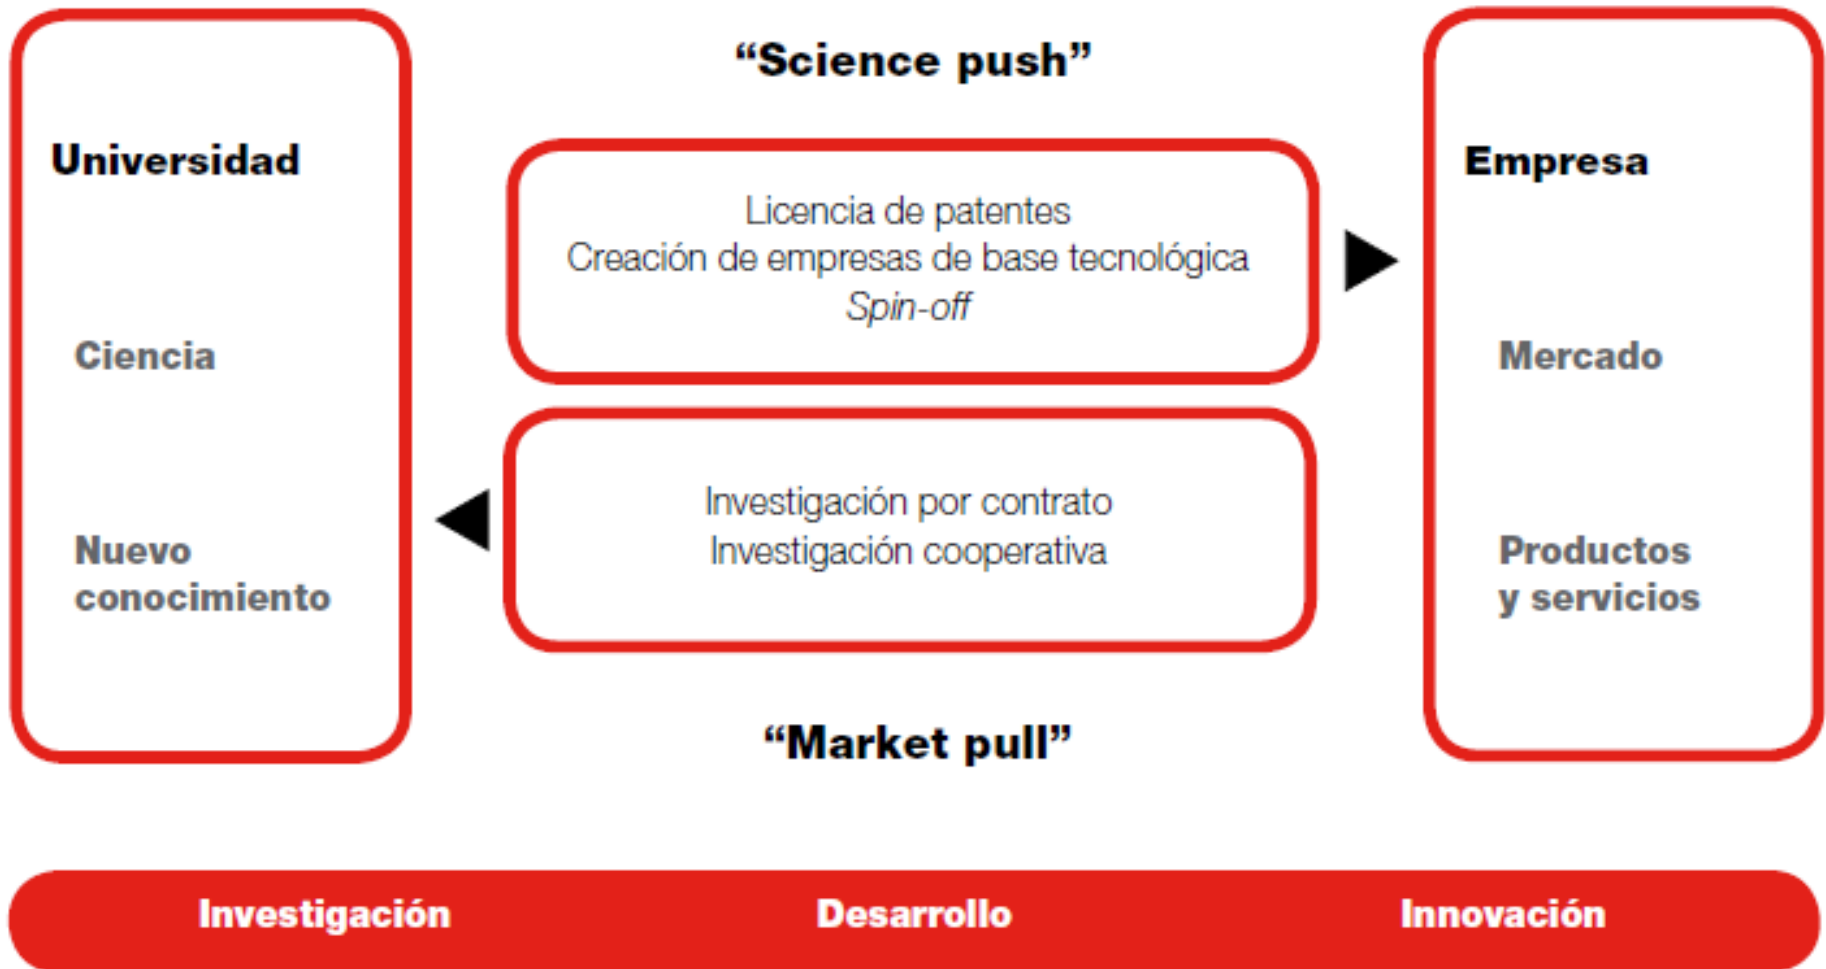 Universidad
Ciencia
Nuevo
conocimiento
“Science push”
Licencia de patentes
Creación de empresas de base tecnológica
Spin-off
Investigación por contrato
Investigación cooperativa
“Market pull”
Empresa
Mercado
Productos
y servicios
Investigación
Desarrollo
Innovación